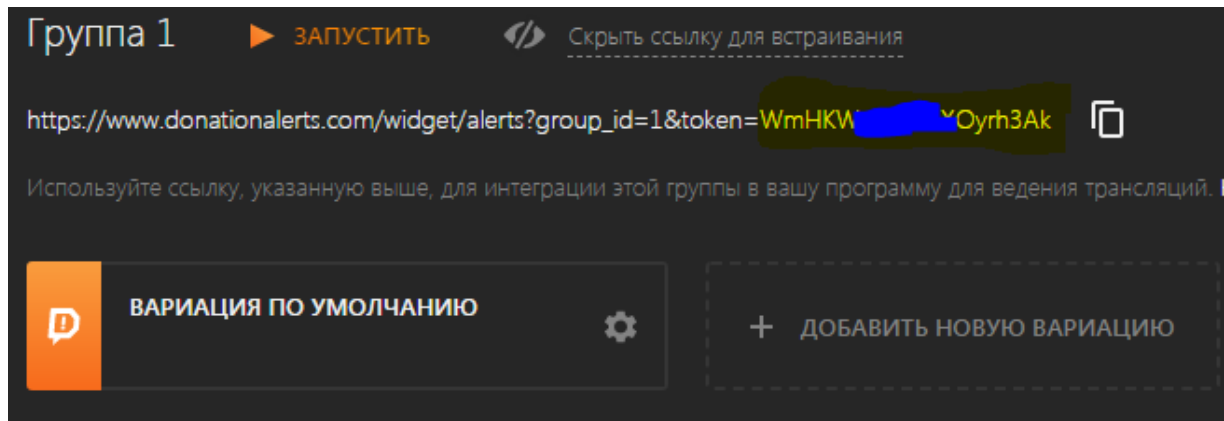 Группа 1 ЗАПУСТИТЬ Скрыть ссылку для встраивания
https://www.donationalerts.com/widget/alerts?group_id=1&token=WmHKW Oyrh3Ak
Используйте ссылку, указанную выше, для интеграции этой группы в вашу программу для ведения трансляций.
ВАРИАЦИЯ ПО УМОЛЧАНИЮ
+ ДОБАВИТЬ НОВУЮ ВАРИАЦИЮ